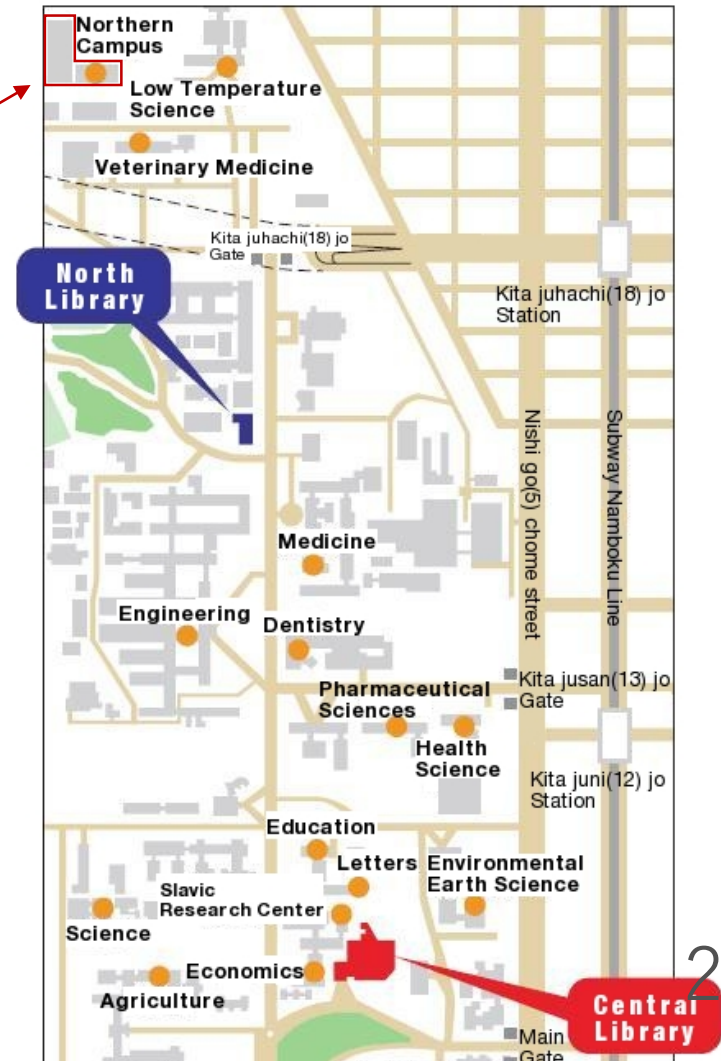 Northern
Campus
Low Temperature
Science
Veterinary Medicine
Kita juhachi(18) jo
Gate
North
Library
Kita juhachi(18) jo
Station
Nishi go(5) chome street
Subway Namboku Line
Medicine
Engineering
Dentistry
Kita jusan(13) jo
Gate
Pharmaceutical
Sciences
Health
Science
Kita juni(12) jo
Station
Education
Letters
Environmental
Earth Science
Slavic
Research Center
Science
Economics
Agriculture
2
Central
Library
Main
Gate